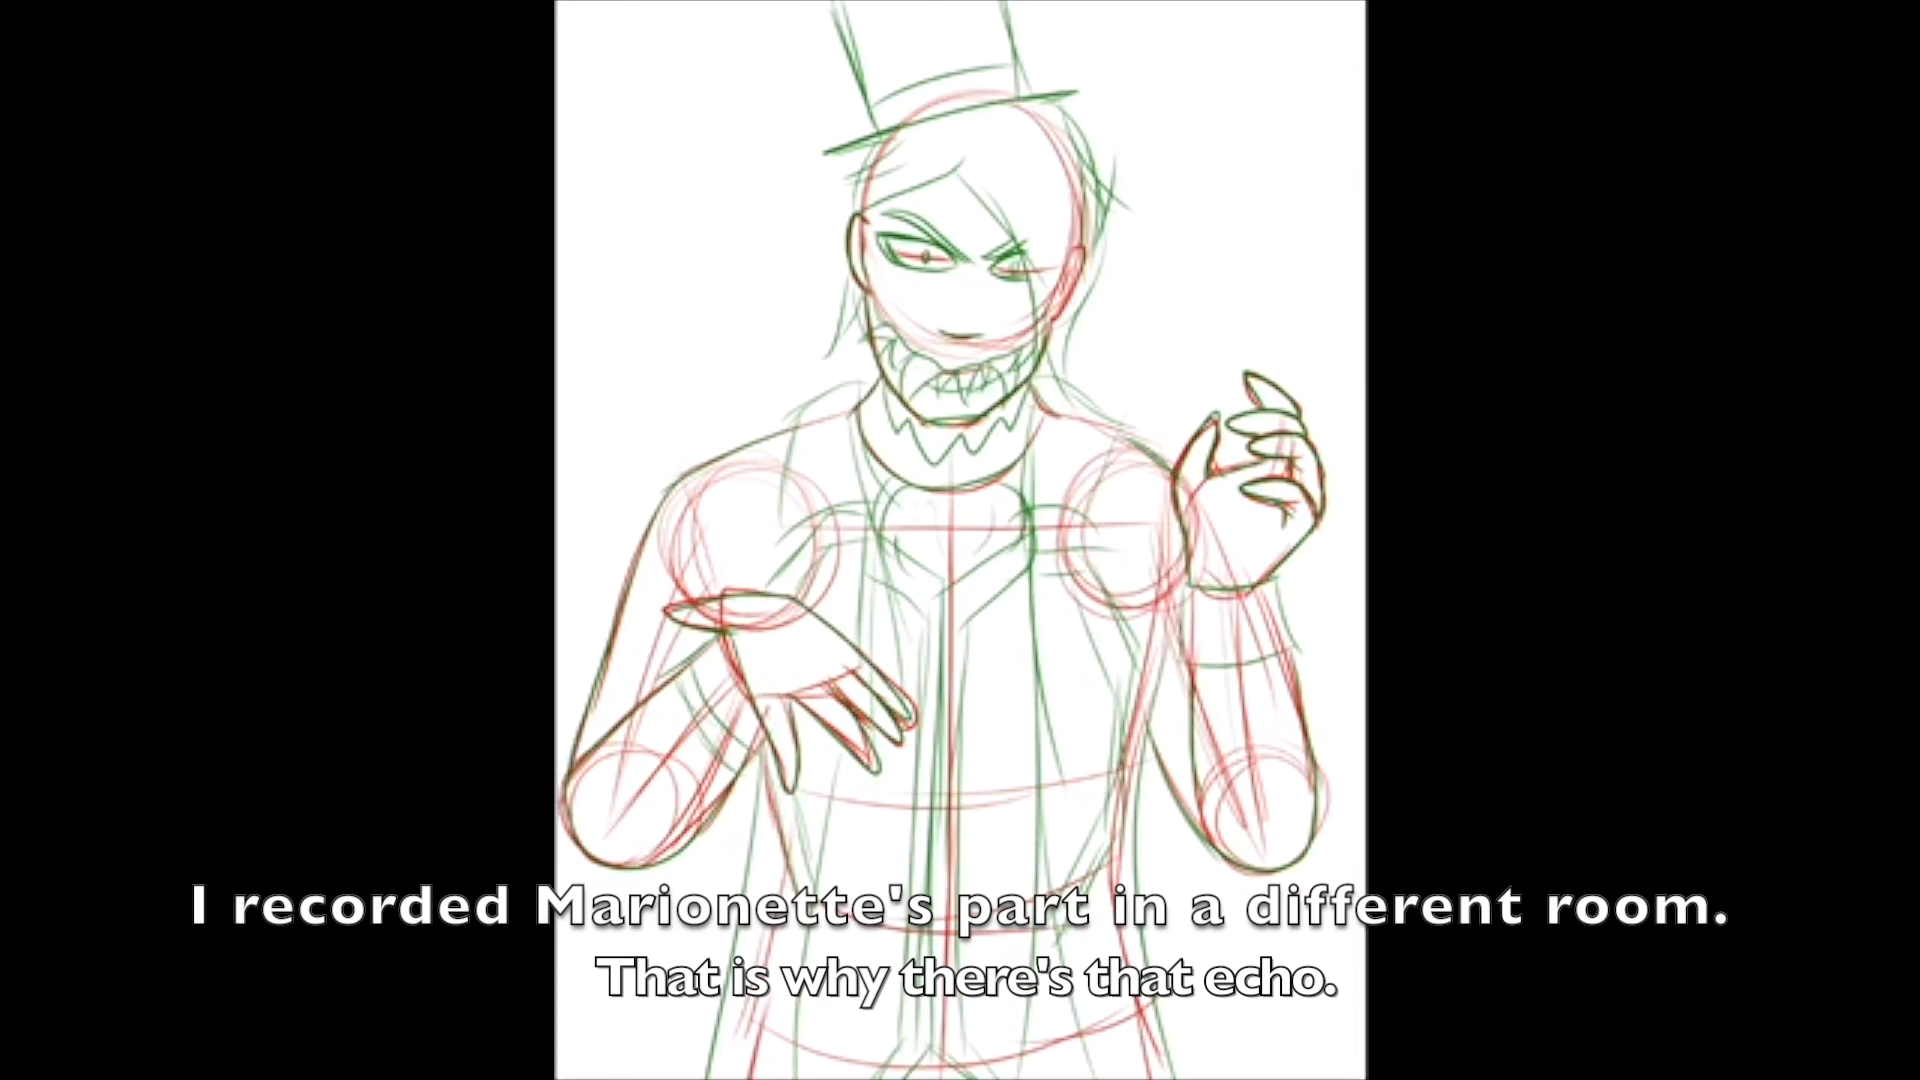 I recorded Marionette's part in a different room.
That is why there's that echo.